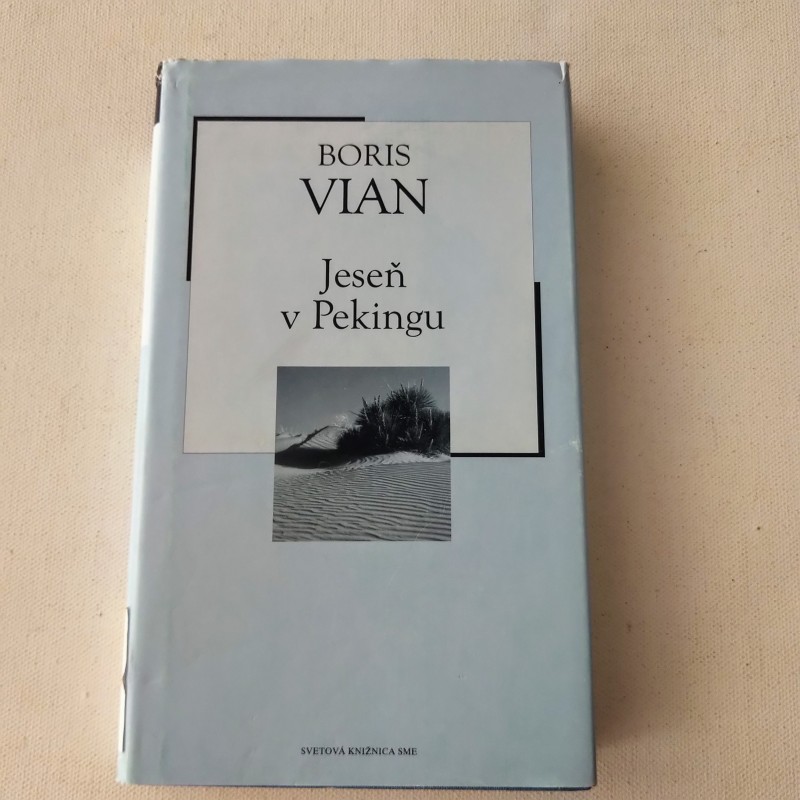 BORIS
VIAN
Jeseň
v Pekingu
SVETOVÁ KNIŽNICA SME